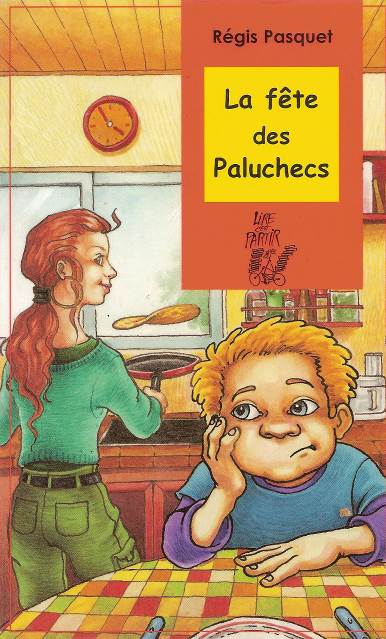 Régis Pasquet
La fête
des
Paluchecs
LIRE
PARTIR